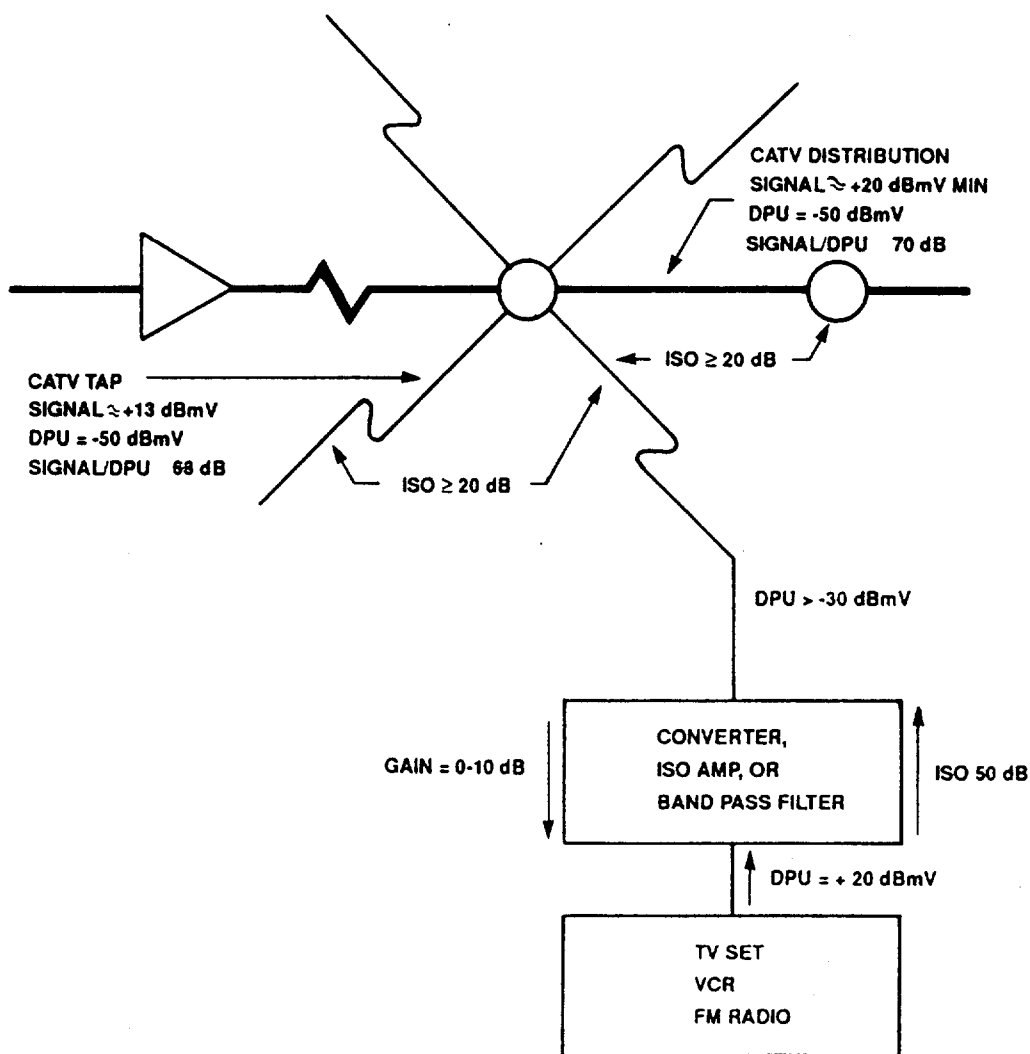 CATV DISTRIBUTION
SIGNAL ≈ +20 dBmV MIN
DPU = -50 dBmV
SIGNAL/DPU 70 dB
ISO ≥ 20 dB
CATV TAP
SIGNAL ≈ +13 dBmV
DPU = -50 dBmV
SIGNAL/DPU 68 dB
ISO ≥ 20 dB
DPU > -30 dBmV
GAIN = 0-10 dB
CONVERTER,
ISO AMP, OR
BAND PASS FILTER
ISO 50 dB
DPU = + 20 dBmV
TV SET
VCR
FM RADIO